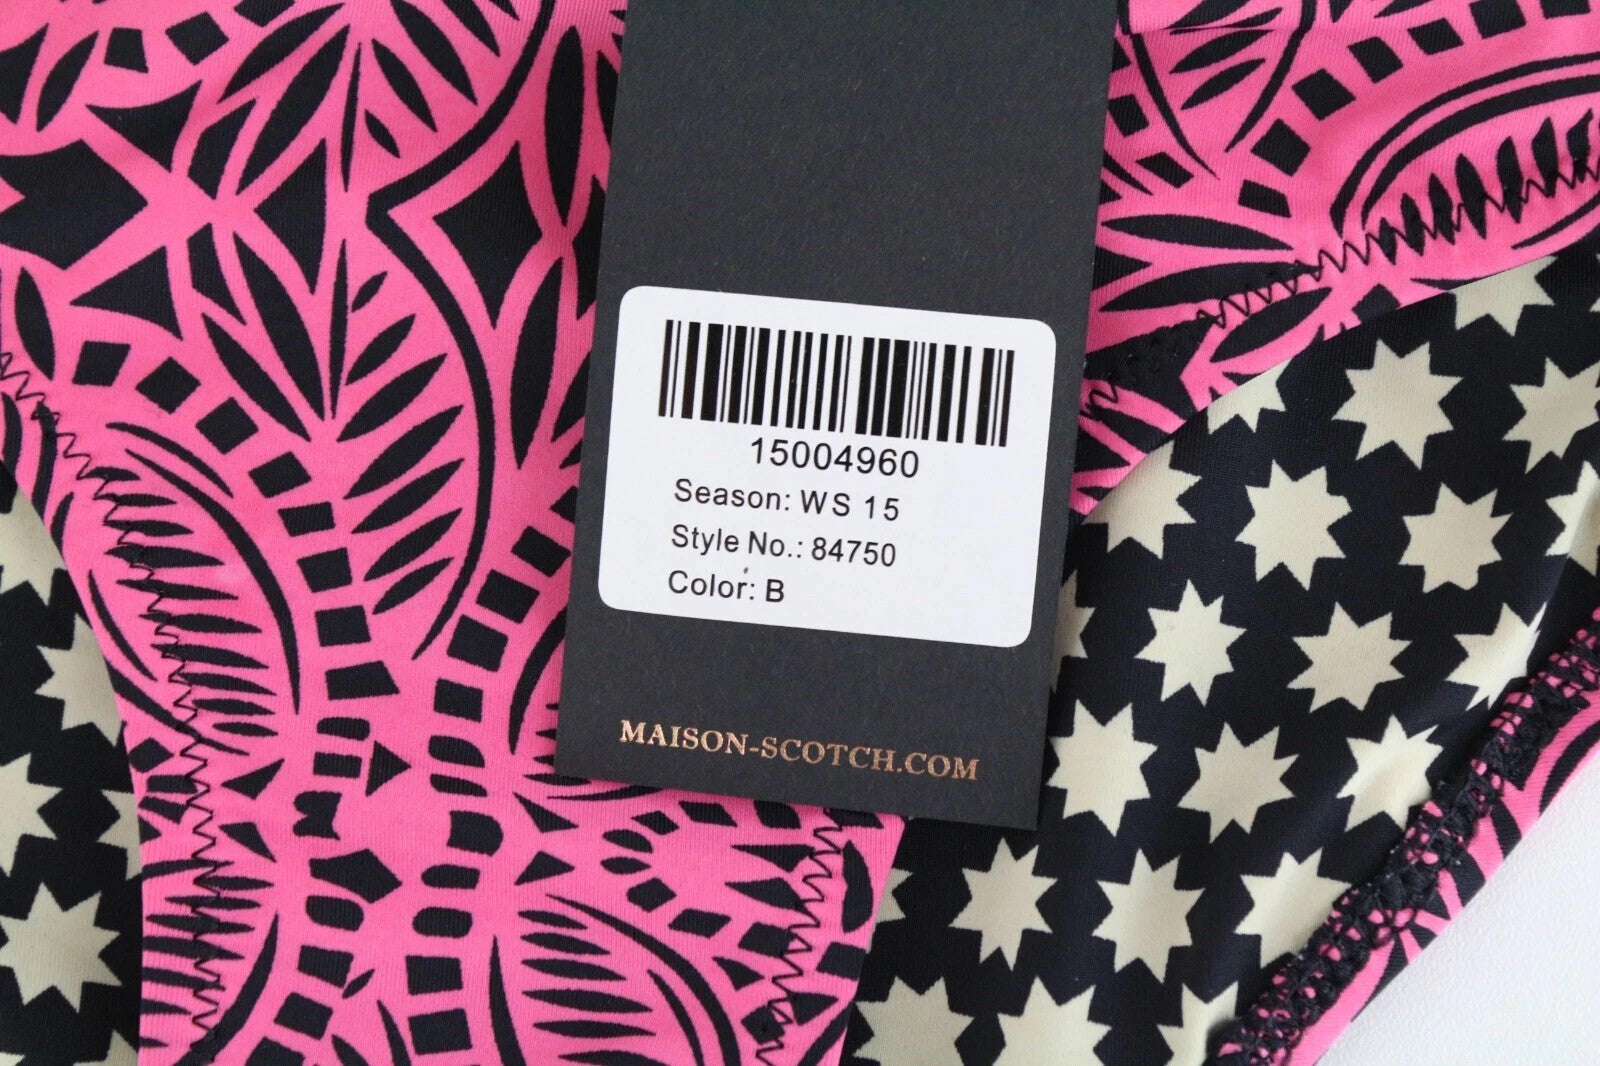 15004960
Season: WS 15
Style No.: 84750
Color: B
MAISON-SCOTCH.COM